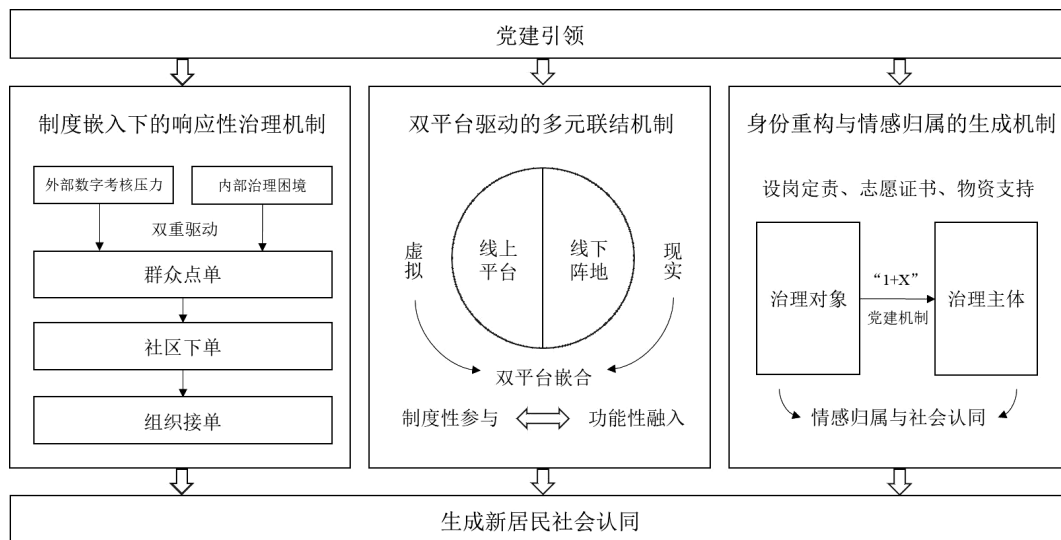 党建引领
制度嵌入下的响应性治理机制
外部数字考核压力
内部治理困境
双重驱动
群众点单
社区下单
组织接单
双平台驱动的多元联结机制
虚拟
线上
平台
线下
阵地
现实
双平台嵌合
制度性参与
功能性融入
身份重构与情感归属的生成机制
设岗定责、志愿证书、物资支持
治理对象
“1+X”
党建机制
治理主体
情感归属与社会认同
生成新居民社会认同